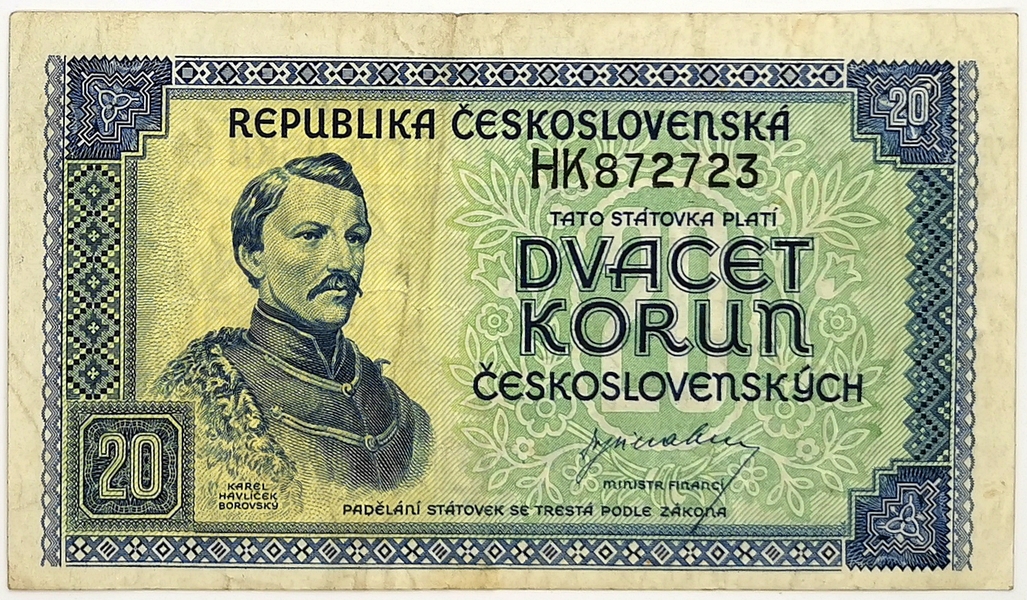 REPUBLIKA ČESKOSLOVENSKÁ
20
HK872723
TATO STÁTOVKA PLATÍ
DVACET
KORUN
ČESKOSLOVENSKÝCH
MINISTR FINANCÍ
20
KAREL
HAVLÍČEK
BOROVSKÝ
PADĚLÁNÍ STÁTOVEK SE TRESTÁ PODLE ZÁKONA
20